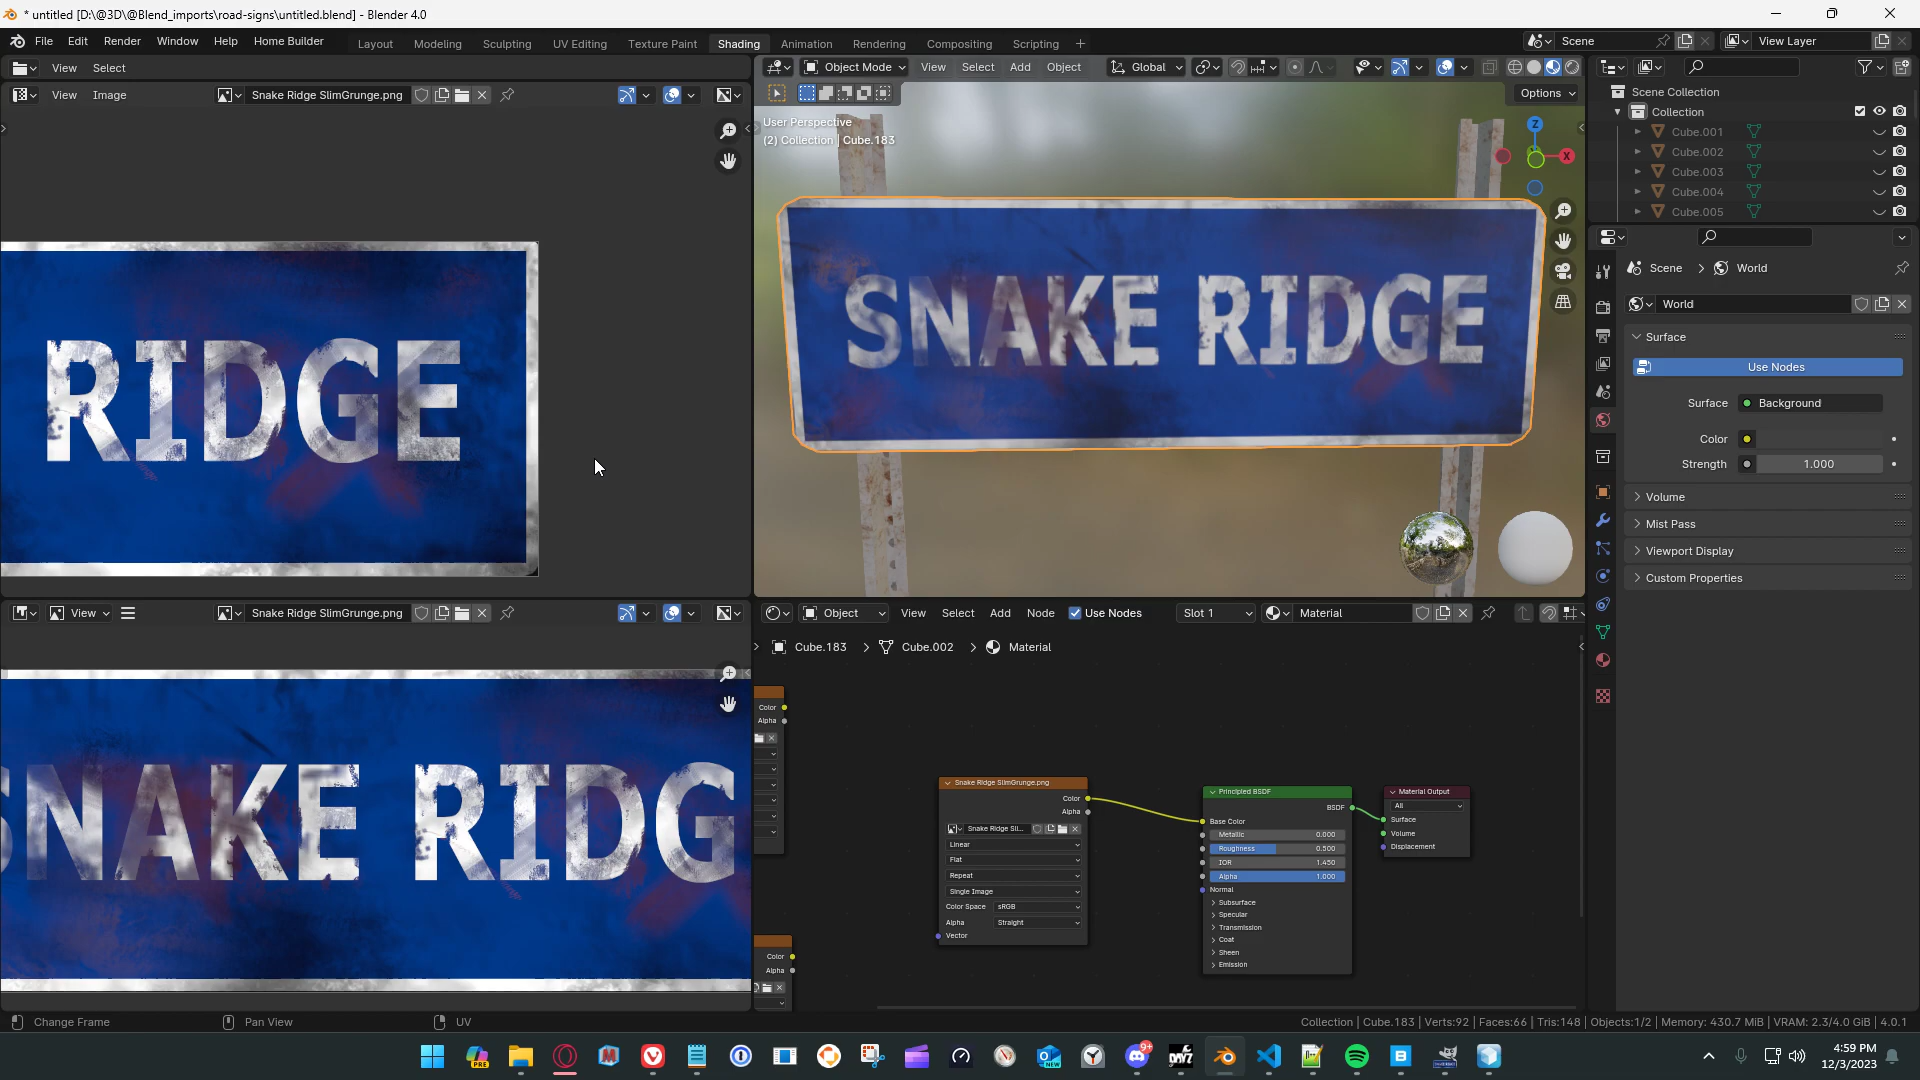 * untitled [D:\@3D\@Blend_imports\road-signs\untitled.blend] - Blender 4.0
File Edit Render Window Help Home Builder
Layout Modeling Sculpting UV Editing Texture Paint Shading Animation Rendering Compositing Scripting +
Scene
View Layer
View Select
View Image
Snake Ridge SlimGrunge.png
RIDGE
Object Mode View Select Add Object
Global
Options
User Perspective
(2) Collection | Cube.183
Z
X
SNAKE RIDGE
Scene Collection
Collection
Cube.001
Cube.002
Cube.003
Cube.004
Cube.005
Scene > World
World
Surface
Use Nodes
Surface
Background
Color
Strength
1.000
Volume
Mist Pass
Viewport Display
Custom Properties
View
Snake Ridge SlimGrunge.png
SNAKE RIDG
Object View Select Add Node Use Nodes
Slot 1
Material
Cube.183 > Cube.002 > Material
Color
Alpha
Snake Ridge SlimGrunge.png
Color
Alpha
Snake Ridge Sli...
Linear
Flat
Repeat
Single Image
Color Space sRGB
Alpha Straight
Vector
Principled BSDF
BSDF
Base Color
Metallic 0.000
Roughness 0.500
IOR 1.450
Alpha 1.000
Normal
Subsurface
Specular
Transmission
Coat
Sheen
Emission
Material Output
All
Surface
Volume
Displacement
Color
Alpha
Change Frame
Pan View
UV
Collection | Cube.183 | Verts:92 | Faces:66 | Tris:148 | Objects:1/2 | Memory: 430.7 MiB | VRAM: 2.3/4.0 GiB | 4.0.1
PRE
NEW
9+
DAYZ
4:59 PM
12/3/2023